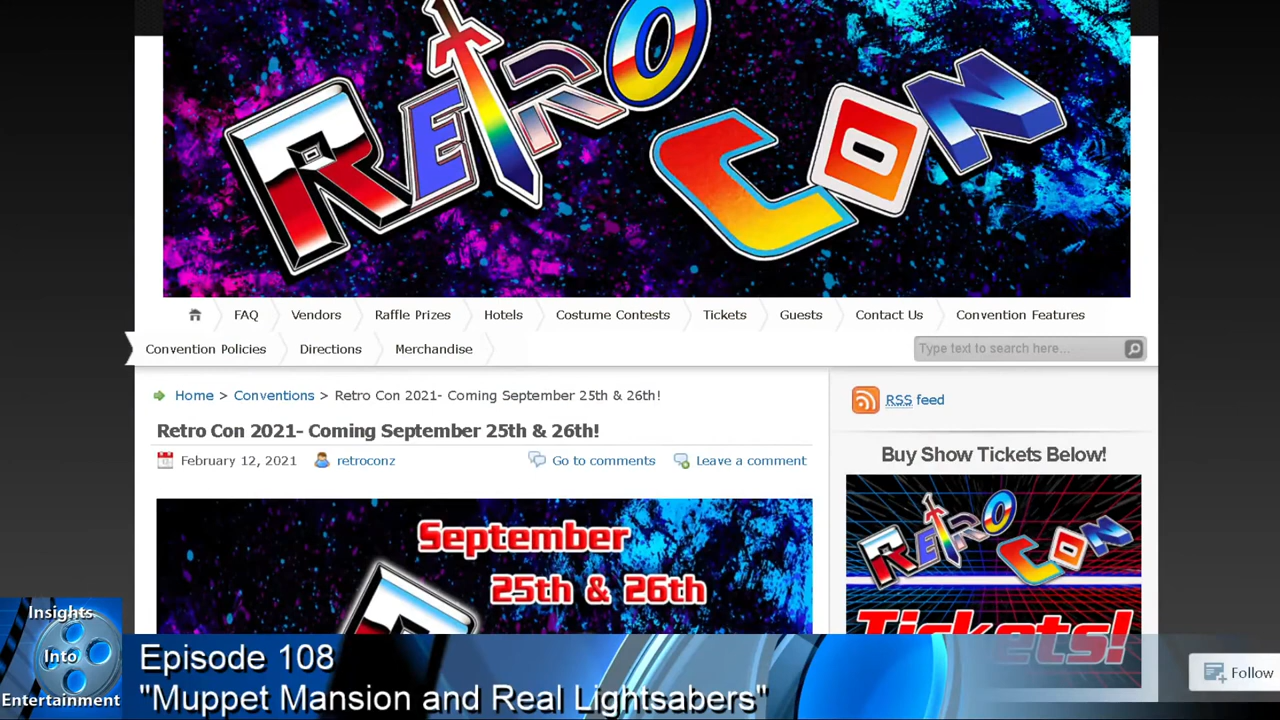 RETRO CON
FAQ
Vendors
Raffle Prizes
Hotels
Costume Contests
Tickets
Guests
Contact Us
Convention Features
Convention Policies
Directions
Merchandise
Type text to search here...
Home > Conventions > Retro Con 2021- Coming September 25th & 26th!
RSS feed
Retro Con 2021- Coming September 25th & 26th!
February 12, 2021
retroconz
Go to comments
Leave a comment
Buy Show Tickets Below!
September
25th & 26th
RETRO CON
Tickets!
Follow
Insights
Into
Entertainment
Episode 108
"Muppet Mansion and Real Lightsabers"